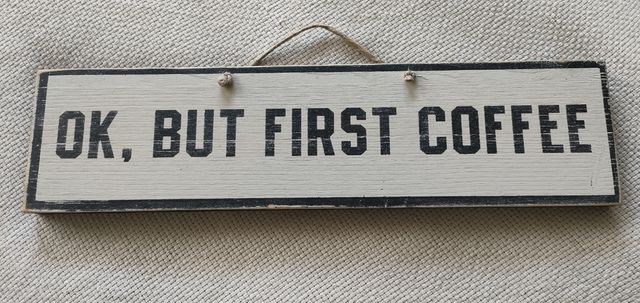 OK, BUT FIRST COFFEE